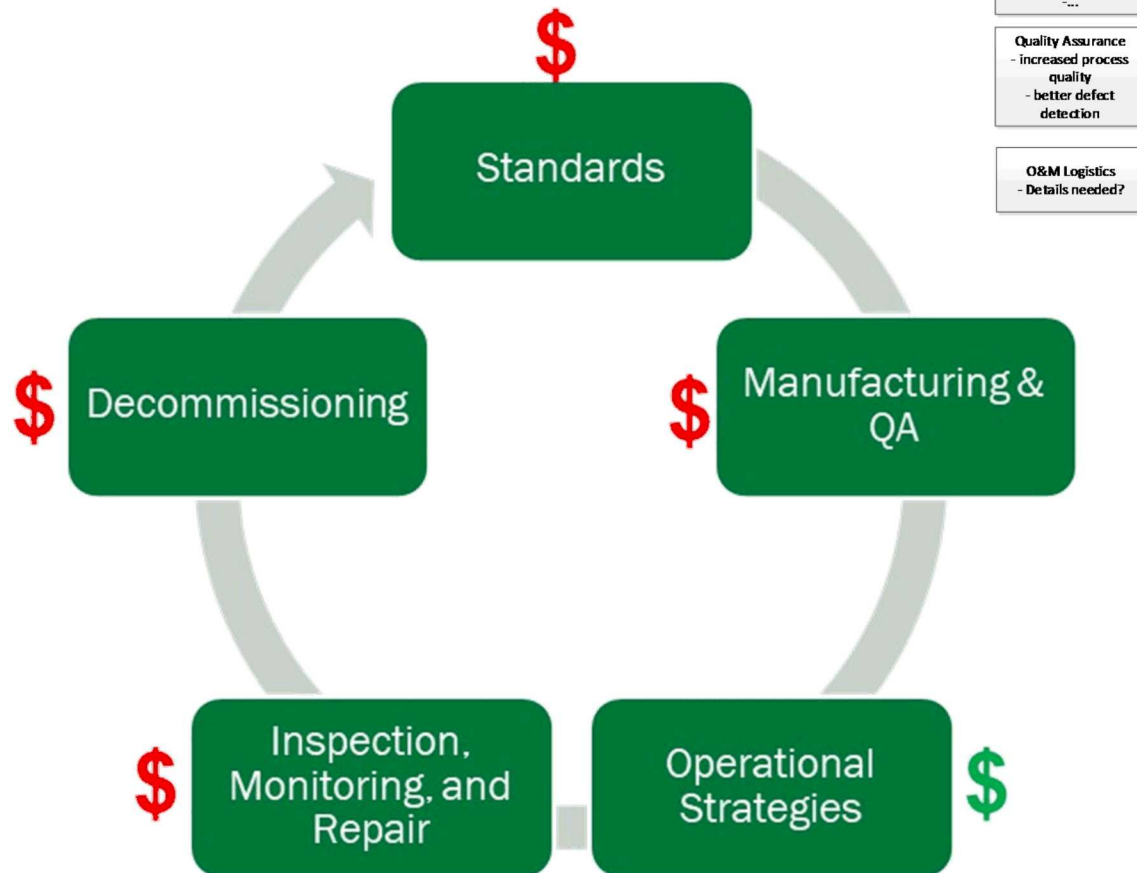 -...
$
Quality Assurance
- increased process
quality
- better defect
detection
Standards
O&M Logistics
- Details needed?
$
Decommissioning
$
Manufacturing &
QA
$
Inspection,
Monitoring, and
Repair
Operational
Strategies
$